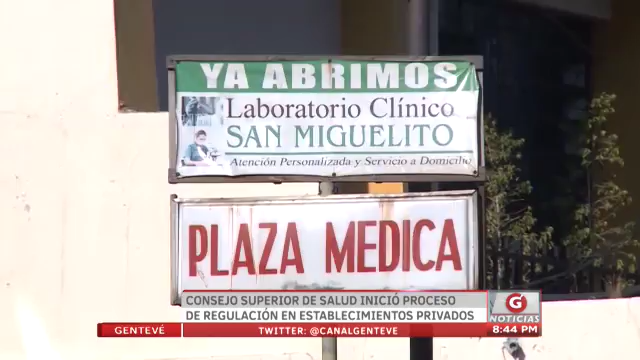 YA ABRIMOS
Laboratorio Clínico
SAN MIGUELITO
Atención Personalizada y Servicio a Domicilio
PLAZA MEDICA
CONSEJO SUPERIOR DE SALUD INICIÓ PROCESO
DE REGULACIÓN EN ESTABLECIMIENTOS PRIVADOS
G
NOTICIAS
GENTEVÉ
TWITTER: @CANALGENTEVE
8:44 PM